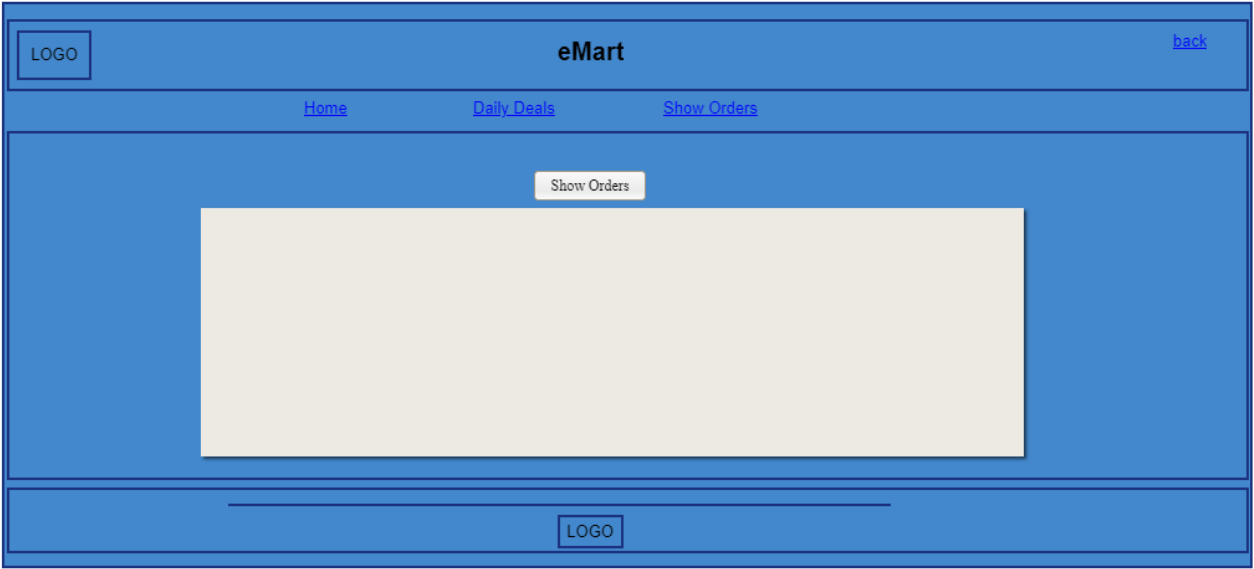 LOGO
eMart
back
Home
Daily Deals
Show Orders
Show Orders
LOGO